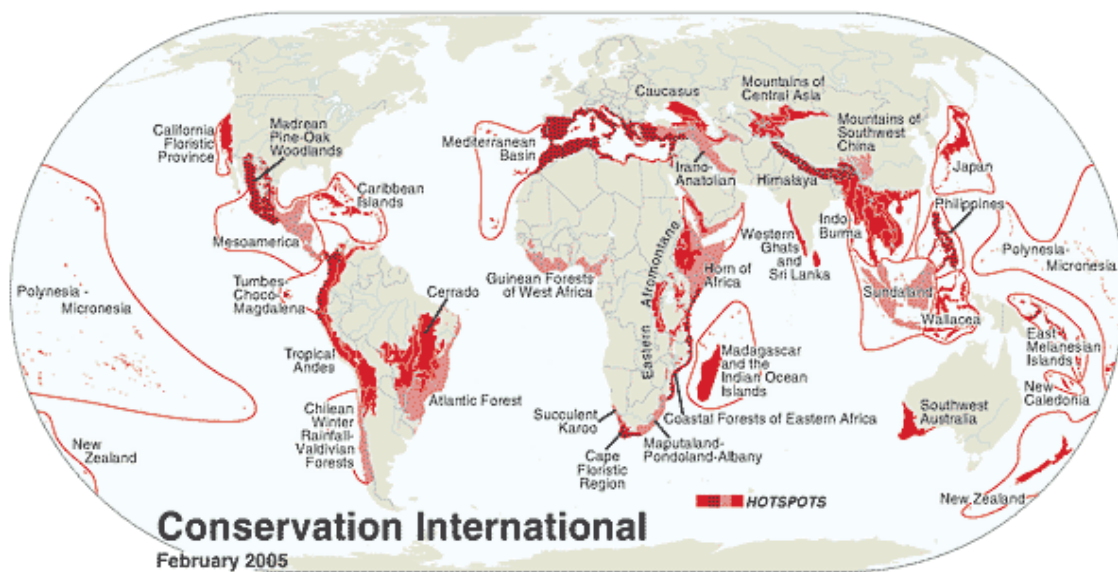 California
Floristic
Province
Madrean
Pine-Oak
Woodlands
Caribbean
Islands
Mesoamerica
Polynesia -
Micronesia
Tumbes-
Choco-
Magdalena
Cerrado
Tropical
Andes
Atlantic Forest
Chilean
Winter
Rainfall-
Valdivian
Forests
New
Zealand
Mediterranean
Basin
Caucasus
Irano-
Anatolian
Mountains of
Central Asia
Mountains of
Southwest
China
Himalaya
Japan
Philippines
Indo
Burma
Western
Ghats
and
Sri Lanka
Polynesia-
Micronesia
Guinean Forests
of West Africa
Eastern Afromontane
Horn of
Africa
Sundaland
Wallacea
East
Melanesian
Islands
New
Caledonia
Madagascar
and the
Indian Ocean
Islands
Coastal Forests of Eastern Africa
Succulent
Karoo
Maputaland-
Pondoland-Albany
Cape
Floristic
Region
Southwest
Australia
New Zealand
HOTSPOTS
Conservation International
February 2005